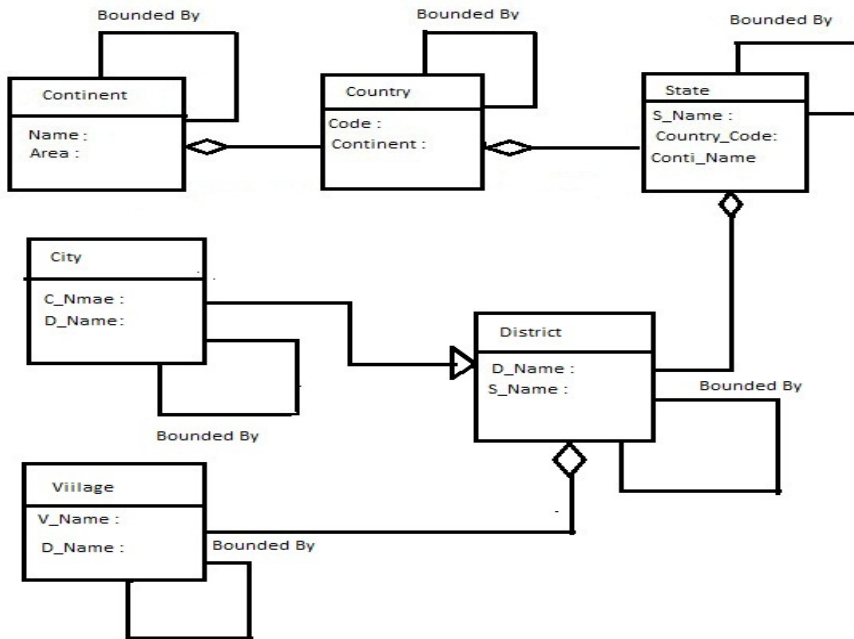 Bounded By
Bounded By
Bounded By
Continent
Name :
Area :
Country
Code :
Continent :
State
S_Name :
Country_Code:
Conti_Name
City
C_Nmae :
D_Name:
Bounded By
District
D_Name :
S_Name :
Bounded By
Viilage
V_Name :
D_Name :
Bounded By